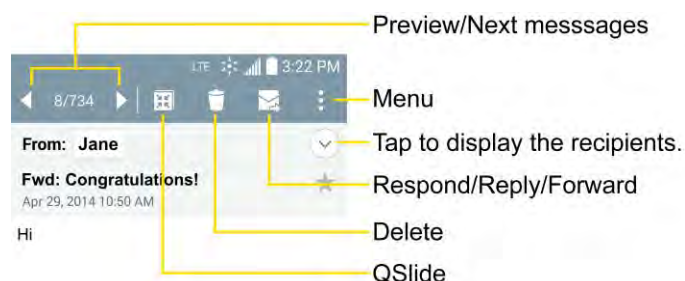 Preview/Next messsages
LTE 3:22 PM
8/734
Menu
From: Jane
Tap to display the recipients.
Fwd: Congratulations!
Respond/Reply/Forward
Apr 29, 2014 10:50 AM
Hi
Delete
QSlide